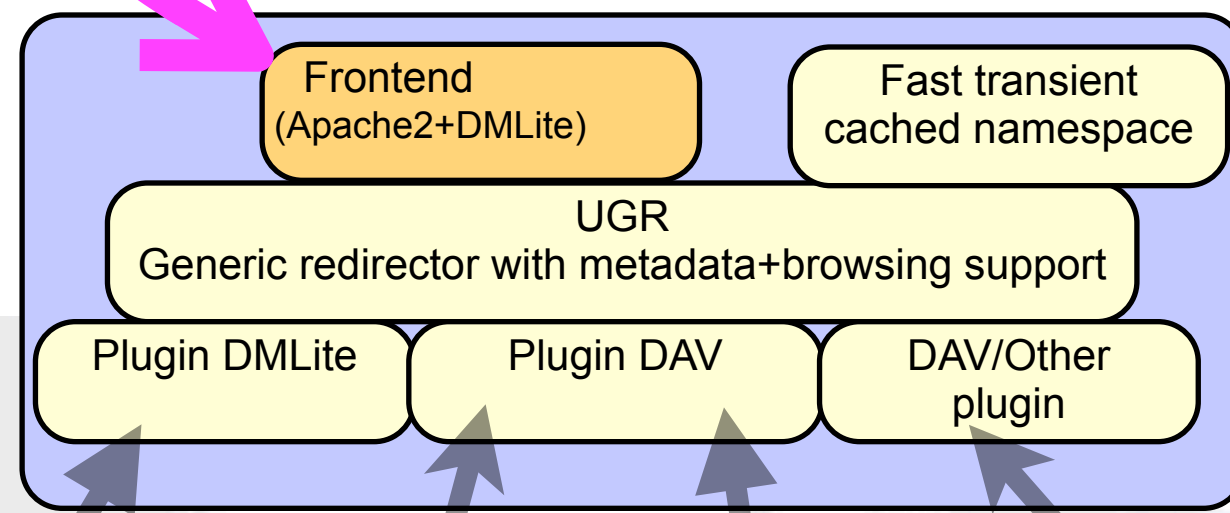 Frontend
(Apache2+DMLite)
Fast transient
cached namespace
UGR
Generic redirector with metadata+browsing support
Plugin DMLite
Plugin DAV
DAV/Other
plugin